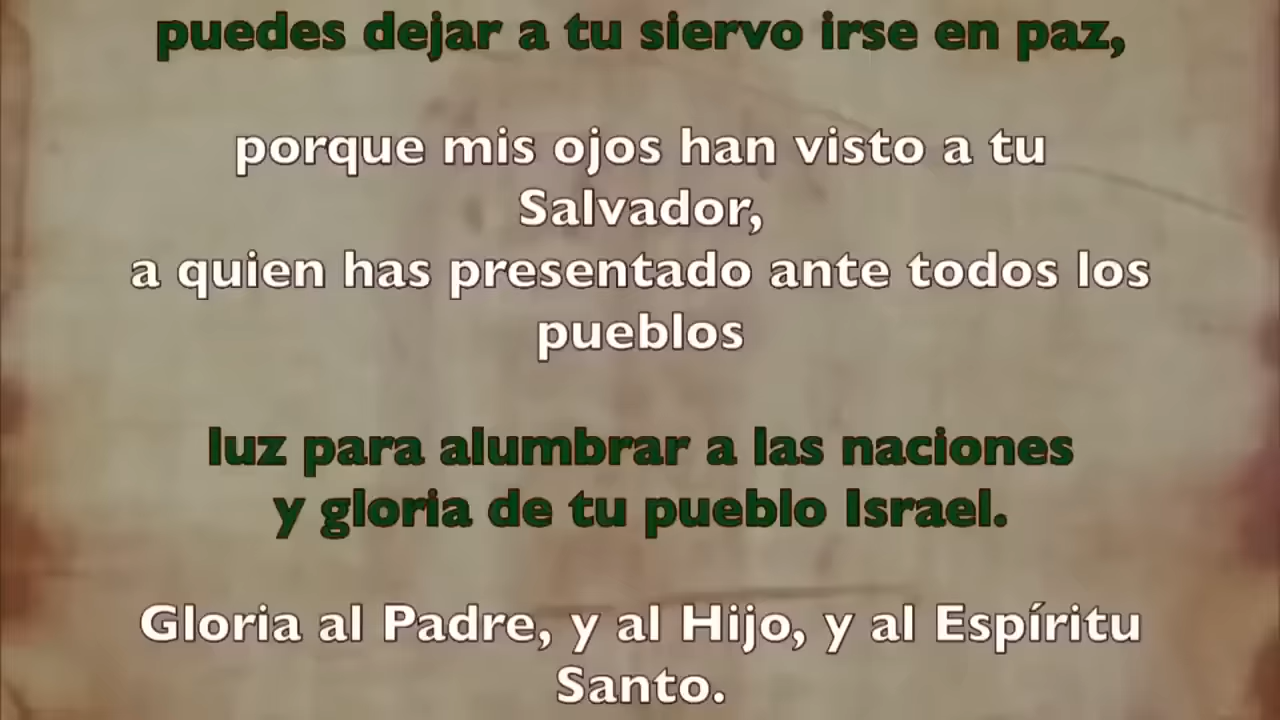 puedes dejar a tu siervo irse en paz,
porque mis ojos han visto a tu
Salvador,
a quien has presentado ante todos los
pueblos
luz para alumbrar a las naciones
y gloria de tu pueblo Israel.
Gloria al Padre, y al Hijo, y al Espíritu
Santo.